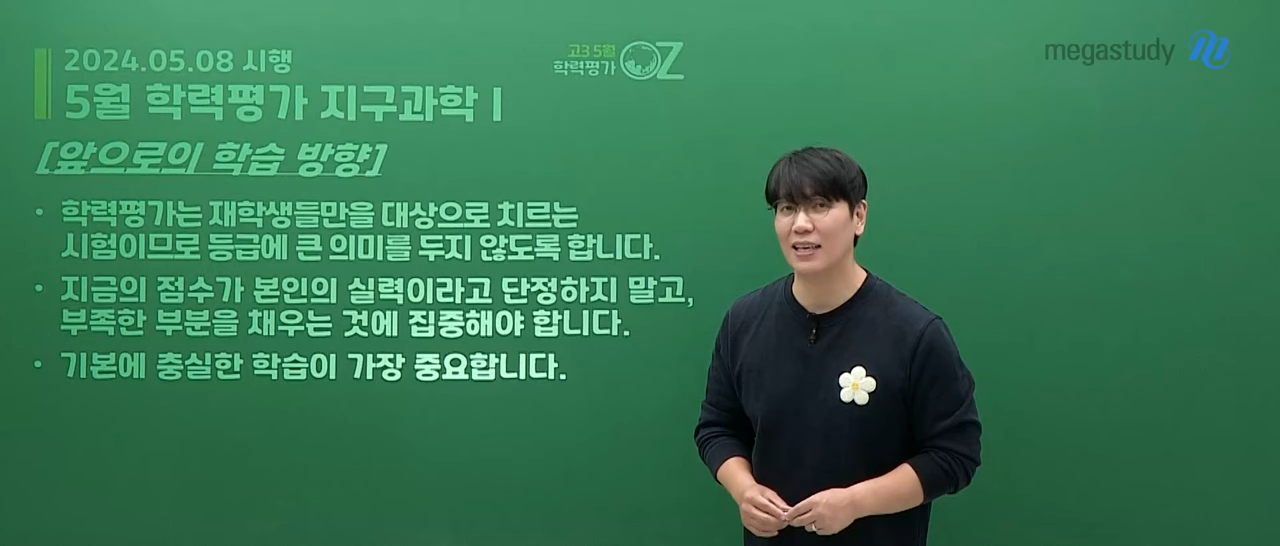 2024.05.08 시행
5월 학력평가 지구과학 I
고3 5월
학력평가 OZ
megastudy
[앞으로의 학습 방향]
• 학력평가는 재학생들만을 대상으로 치르는
시험이므로 등급에 큰 의미를 두지 않도록 합니다.
• 지금의 점수가 본인의 실력이라고 단정하지 말고,
부족한 부분을 채우는 것에 집중해야 합니다.
• 기본에 충실한 학습이 가장 중요합니다.